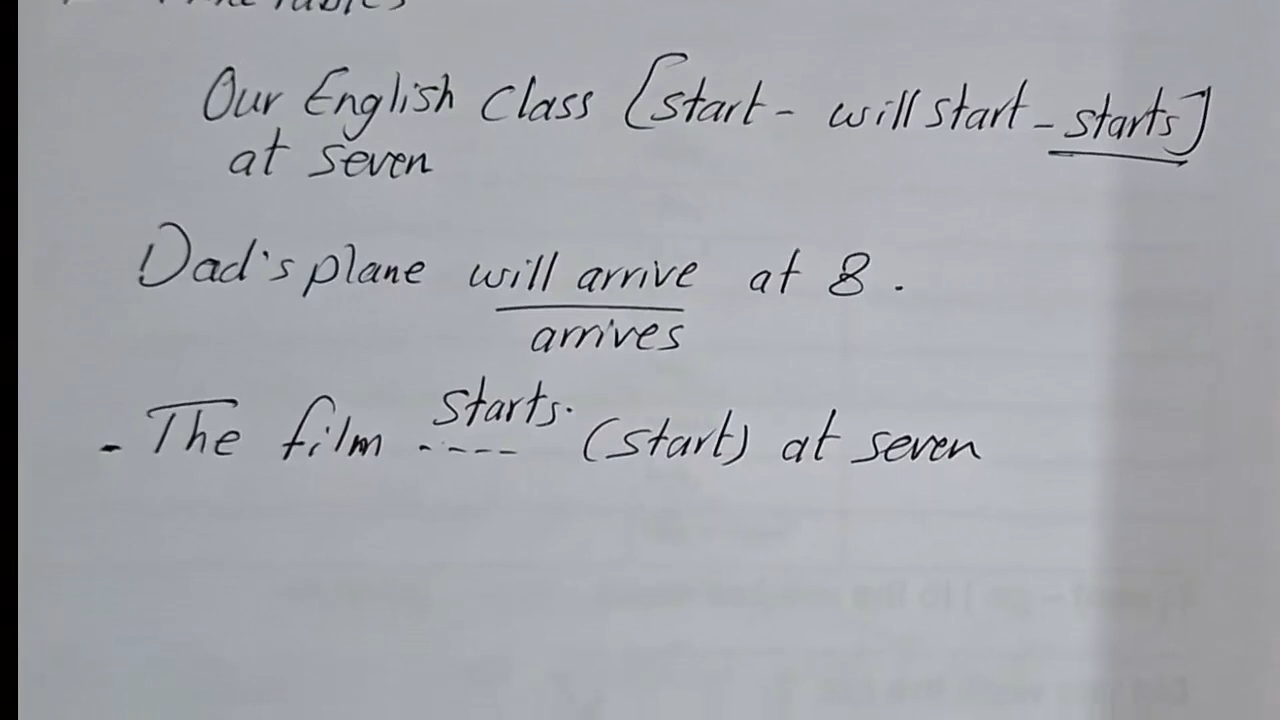 Our English class [start - will start - starts]
at seven
Dad's plane will arrive at 8.
arrives
- The film ---- starts. (start) at seven